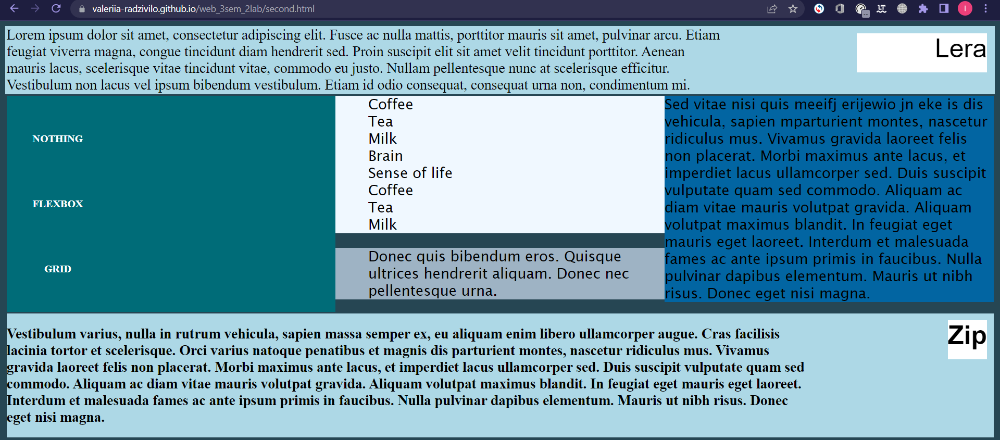 valeriia-radzivilo.github.io/web_3sem_2lab/second.html
I
Lorem ipsum dolor sit amet, consectetur adipiscing elit. Fusce ac nulla mattis, porttitor mauris sit amet, pulvinar arcu. Etiam
feugiat viverra magna, congue tincidunt diam hendrerit sed. Proin suscipit elit sit amet velit tincidunt porttitor. Aenean
mauris lacus, scelerisque vitae tincidunt vitae, commodo eu justo. Nullam pellentesque nunc at scelerisque efficitur.
Vestibulum non lacus vel ipsum bibendum vestibulum. Etiam id odio consequat, consequat urna non, condimentum mi.
Lera
NOTHING
FLEXBOX
GRID
Coffee
Tea
Milk
Brain
Sense of life
Coffee
Tea
Milk
Donec quis bibendum eros. Quisque
ultrices hendrerit aliquam. Donec nec
pellentesque urna.
Sed vitae nisi quis meeifj erijewio jn eke is dis
vehicula, sapien mparturient montes, nascetur
ridiculus mus. Vivamus gravida laoreet felis
non placerat. Morbi maximus ante lacus, et
imperdiet lacus ullamcorper sed. Duis suscipit
vulputate quam sed commodo. Aliquam ac
diam vitae mauris volutpat gravida. Aliquam
volutpat maximus blandit. In feugiat eget
mauris eget laoreet. Interdum et malesuada
fames ac ante ipsum primis in faucibus. Nulla
pulvinar dapibus elementum. Mauris ut nibh
risus. Donec eget nisi magna.
Vestibulum varius, nulla in rutrum vehicula, sapien massa semper ex, eu aliquam enim libero ullamcorper augue. Cras facilisis
lacinia tortor et scelerisque. Orci varius natoque penatibus et magnis dis parturient montes, nascetur ridiculus mus. Vivamus
gravida laoreet felis non placerat. Morbi maximus ante lacus, et imperdiet lacus ullamcorper sed. Duis suscipit vulputate quam sed
commodo. Aliquam ac diam vitae mauris volutpat gravida. Aliquam volutpat maximus blandit. In feugiat eget mauris eget laoreet.
Interdum et malesuada fames ac ante ipsum primis in faucibus. Nulla pulvinar dapibus elementum. Mauris ut nibh risus. Donec
eget nisi magna.
Zip